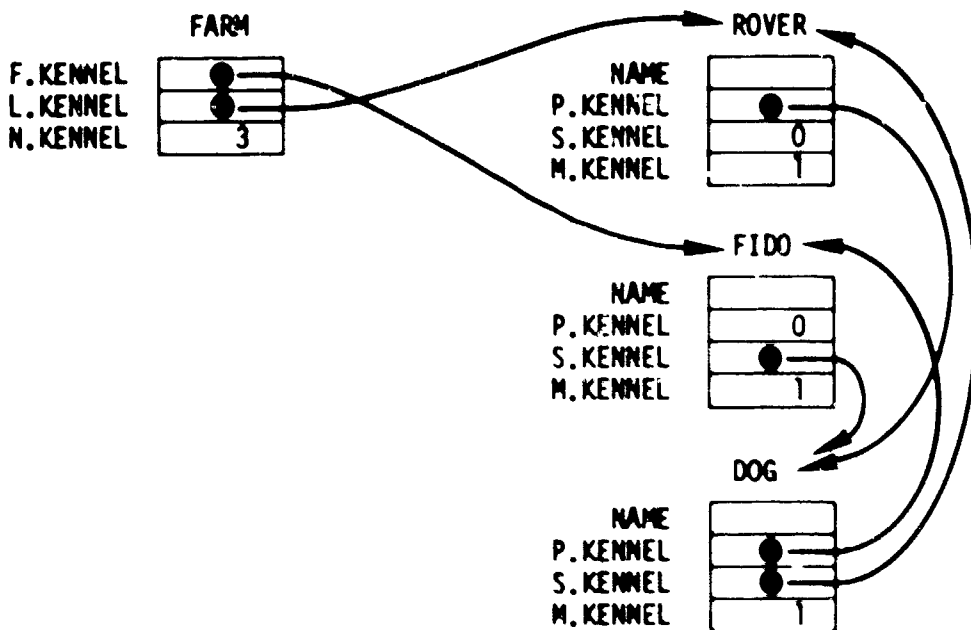 FARM
F.KENNEL
L.KENNEL
N.KENNEL 3
ROVER
NAME
P.KENNEL
S.KENNEL 0
M.KENNEL 1
FIDO
NAME
P.KENNEL 0
S.KENNEL
M.KENNEL 1
DOG
NAME
P.KENNEL
S.KENNEL
M.KENNEL 1